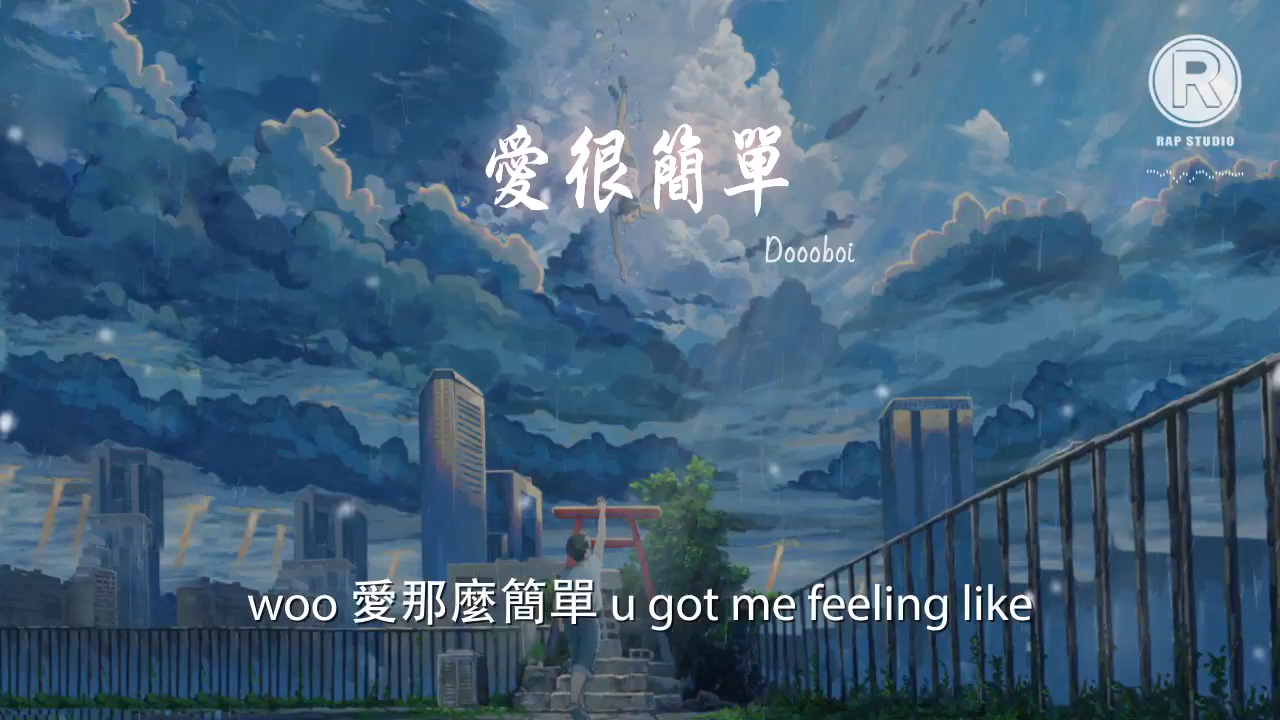 R
RAP STUDIO
愛很簡單
Doooboi
woo 愛那麼簡單 u got me feeling like